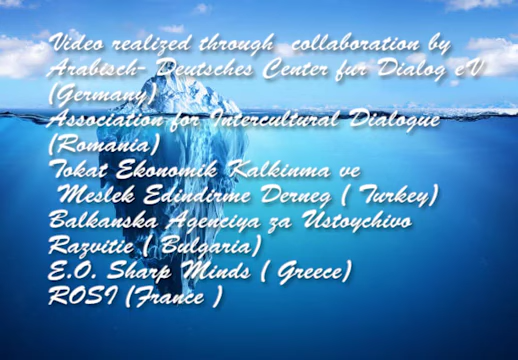 Video realized through collaboration by
Arabisch- Deutsches Center fur Dialog eV
(Germany)
Association for Intercultural Dialogue
(Romania)
Tokat Ekonomik Kalkinma ve
Meslek Edindirme Derneg ( Turkey)
Balkanska Agenciya za Ustoychivo
Razvitie ( Bulgaria)
E.O. Sharp Minds ( Greece)
ROSI (France )